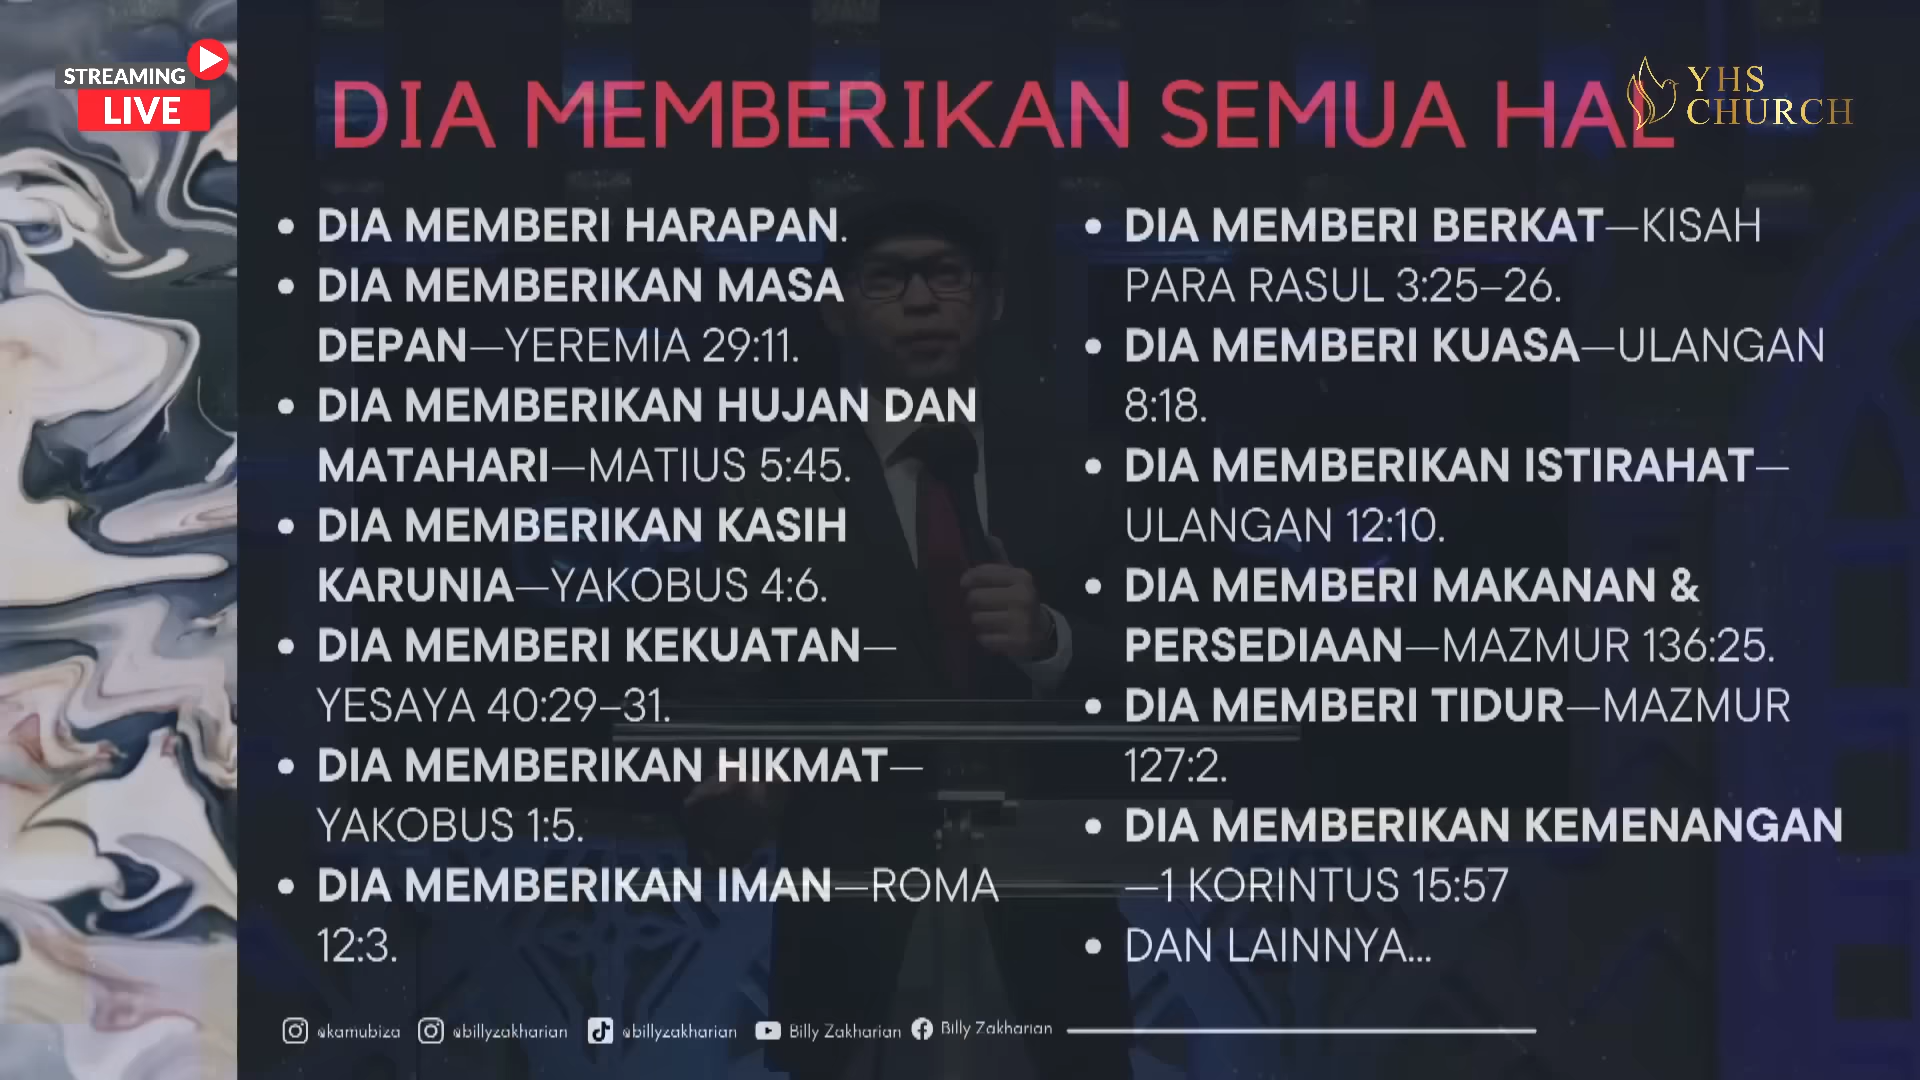 STREAMING
LIVE
YHS
CHURCH
DIA MEMBERIKAN SEMUA HAL
• DIA MEMBERI HARAPAN.
• DIA MEMBERIKAN MASA
DEPAN—YEREMIA 29:11.
• DIA MEMBERIKAN HUJAN DAN
MATAHARI—MATIUS 5:45.
• DIA MEMBERIKAN KASIH
KARUNIA—YAKOBUS 4:6.
• DIA MEMBERI KEKUATAN—
YESAYA 40:29–31.
• DIA MEMBERIKAN HIKMAT—
YAKOBUS 1:5.
• DIA MEMBERIKAN IMAN—ROMA
12:3.
• DIA MEMBERI BERKAT—KISAH
PARA RASUL 3:25–26.
• DIA MEMBERI KUASA—ULANGAN
8:18.
• DIA MEMBERIKAN ISTIRAHAT—
ULANGAN 12:10.
• DIA MEMBERI MAKANAN &
PERSEDIAAN—MAZMUR 136:25.
• DIA MEMBERI TIDUR—MAZMUR
127:2.
• DIA MEMBERIKAN KEMENANGAN
—1 KORINTUS 15:57
• DAN LAINNYA...
@kamubiza @billyzakharian @billyzakharian Billy Zakharian Billy Zakharian